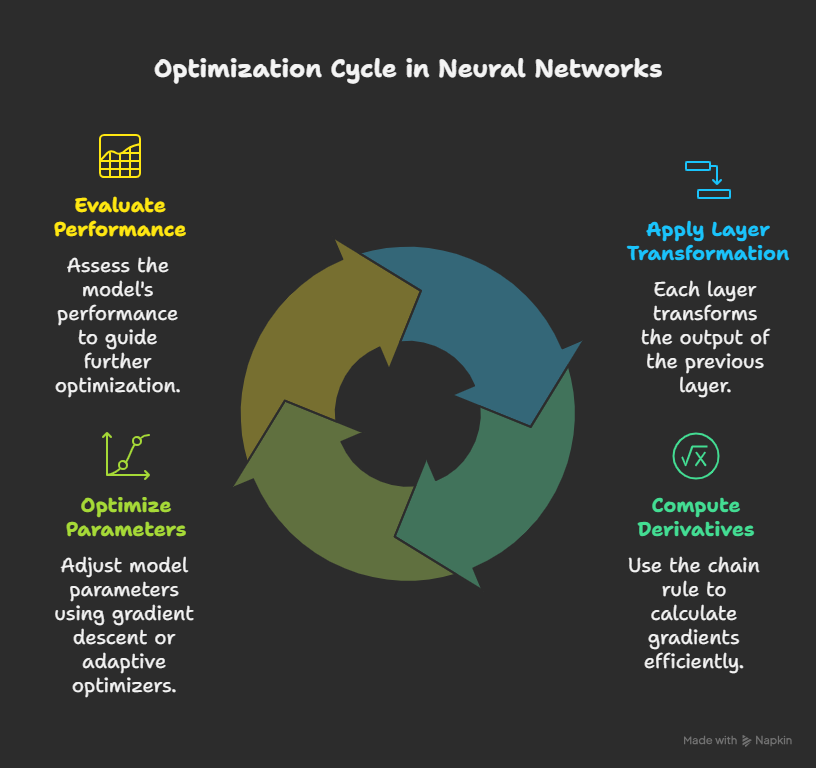 Optimization Cycle in Neural Networks
Evaluate
Performance
Assess the
model's
performance
to guide
further
optimization.
Apply Layer
Transformation
Each layer
transforms
the output of
the previous
layer.
Optimize
Parameters
Adjust model
parameters
using gradient
descent or
adaptive
optimizers.
√x
Compute
Derivatives
Use the chain
rule to
calculate
gradients
efficiently.
Made with Napkin